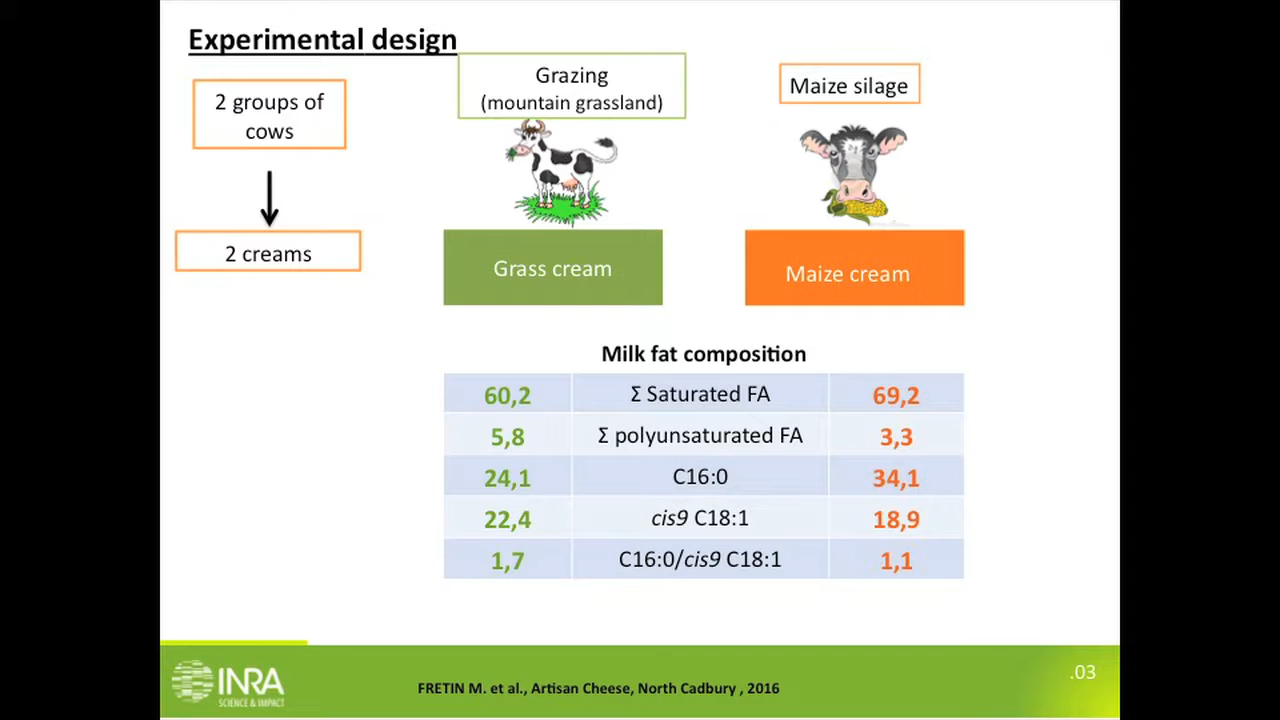 Experimental design
2 groups of
cows
Grazing
(mountain grassland)
Maize silage
2 creams
Grass cream
Maize cream
Milk fat composition
60,2 Σ Saturated FA 69,2
5,8 Σ polyunsaturated FA 3,3
24,1 C16:0 34,1
22,4 cis9 C18:1 18,9
1,7 C16:0/cis9 C18:1 1,1
INRA
SCIENCE & IMPACT
FRETIN M. et al., Artisan Cheese, North Cadbury , 2016
.03